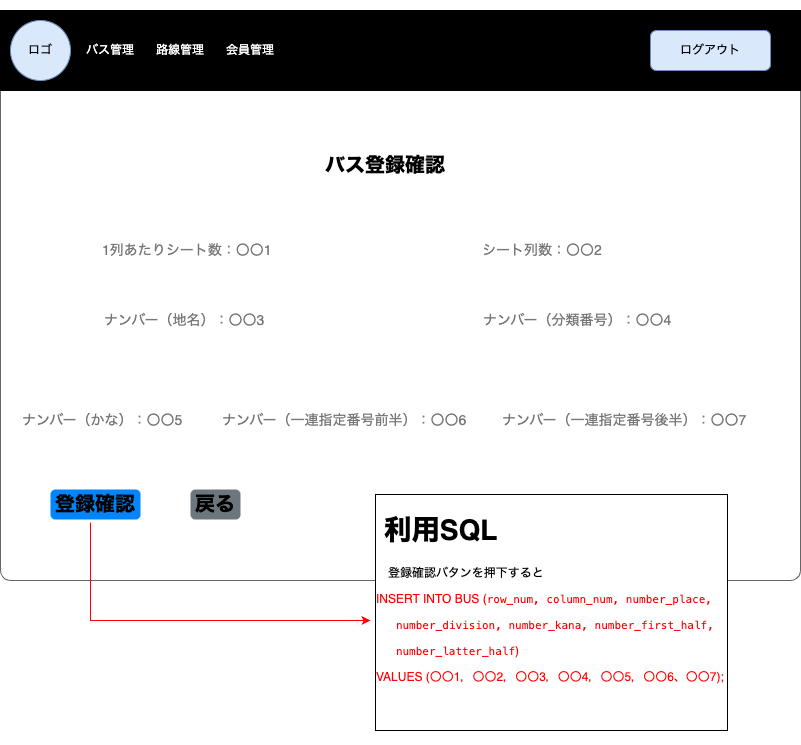 ロゴ バス管理 路線管理 会員管理 ログアウト
バス登録確認
1列あたりシート数：〇〇1 シート列数：〇〇2
ナンバー（地名）：〇〇3 ナンバー（分類番号）：〇〇4
ナンバー（かな）：〇〇5 ナンバー（一連指定番号前半）：〇〇6 ナンバー（一連指定番号後半）：〇〇7
登録確認 戻る
利用SQL
登録確認バタンを押下すると
INSERT INTO BUS (row_num, column_num, number_place,
number_division, number_kana, number_first_half,
number_latter_half)
VALUES (〇〇1, 〇〇2, 〇〇3, 〇〇4, 〇〇5, 〇〇6、〇〇7);